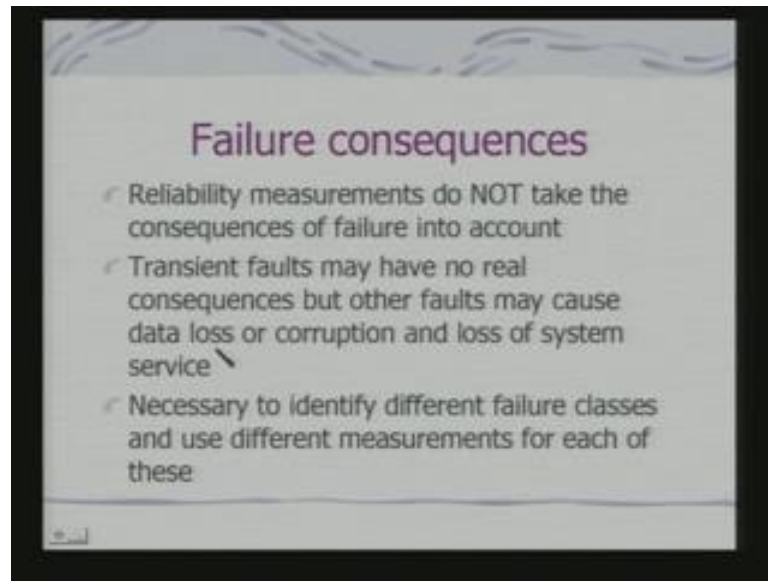 Failure consequences
Reliability measurements do NOT take the
consequences of failure into account
Transient faults may have no real
consequences but other faults may cause
data loss or corruption and loss of system
service
Necessary to identify different failure classes
and use different measurements for each of
these